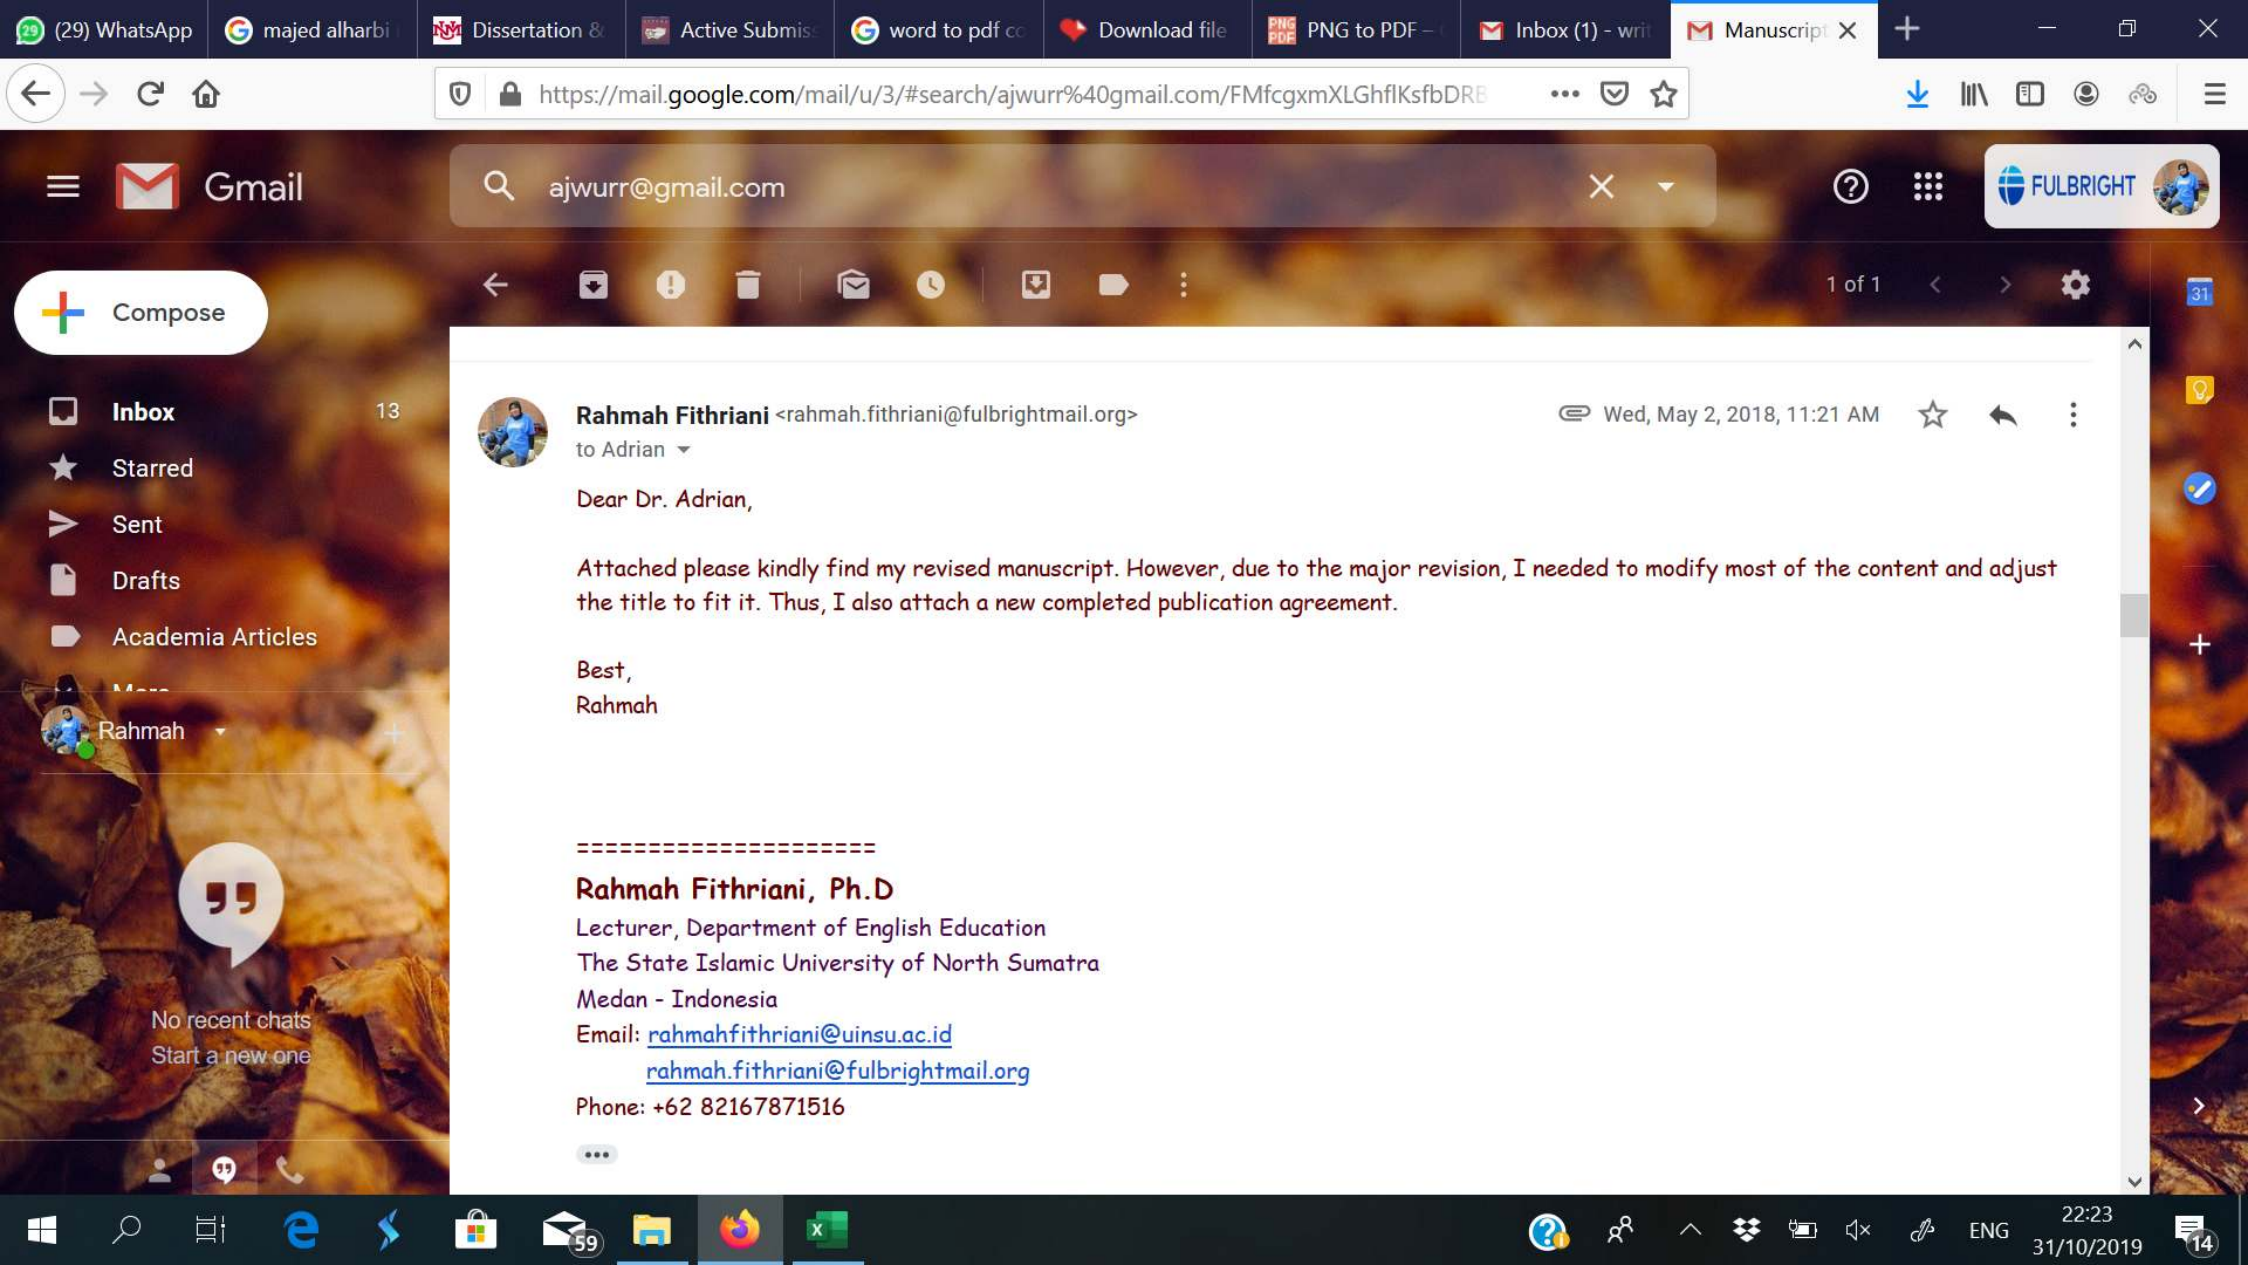 (29) WhatsApp
majed alharbi
Dissertation &
Active Submis
word to pdf co
Download file
PNG to PDF –
Inbox (1) - wri
Manuscrip
https://mail.google.com/mail/u/3/#search/ajwurr%40gmail.com/FMfcgxmXLGhflKsfbDRB
Gmail
ajwurr@gmail.com
FULBRIGHT
Compose
1 of 1
31
Inbox 13
Starred
Sent
Drafts
Academia Articles
More
Rahmah
No recent chats
Start a new one
Rahmah Fithriani <rahmah.fithriani@fulbrightmail.org>
Wed, May 2, 2018, 11:21 AM
to Adrian
Dear Dr. Adrian,
Attached please kindly find my revised manuscript. However, due to the major revision, I needed to modify most of the content and adjust
the title to fit it. Thus, I also attach a new completed publication agreement.
Best,
Rahmah
=====================
Rahmah Fithriani, Ph.D
Lecturer, Department of English Education
The State Islamic University of North Sumatra
Medan - Indonesia
Email: rahmahfithriani@uinsu.ac.id
rahmah.fithriani@fulbrightmail.org
Phone: +62 82167871516
59
ENG
22:23
31/10/2019
14